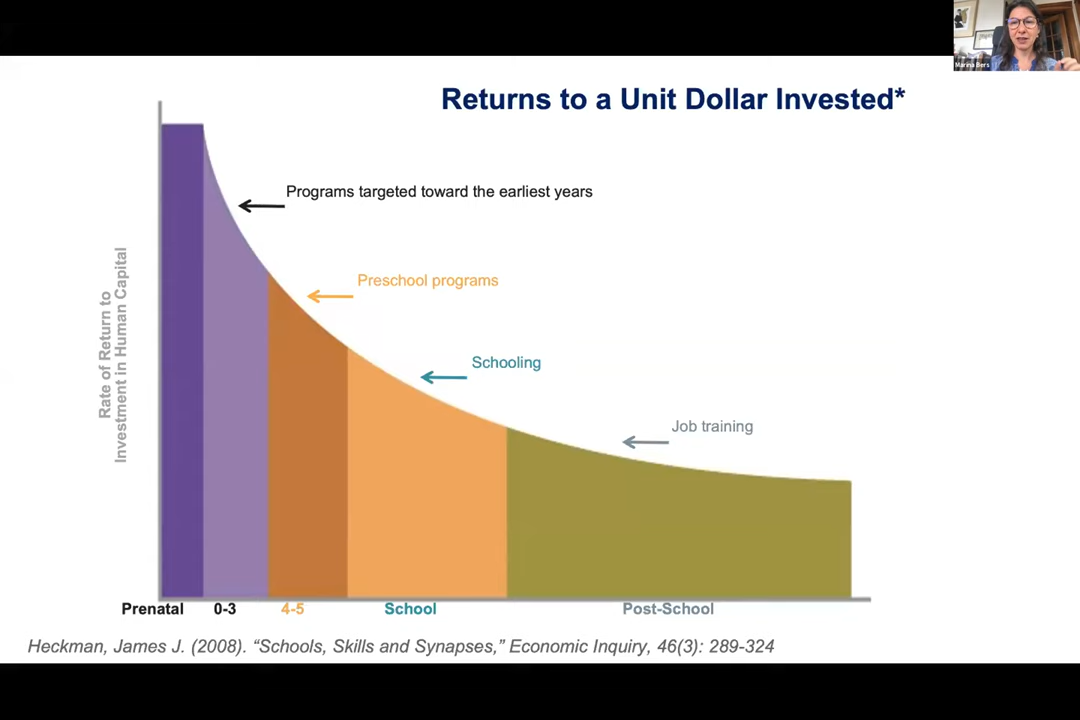 Marina Bers
Returns to a Unit Dollar Invested*
Programs targeted toward the earliest years
Preschool programs
Schooling
Job training
Rate of Return to
Investment in Human Capital
Prenatal 0-3 4-5 School Post-School
Heckman, James J. (2008). “Schools, Skills and Synapses,” Economic Inquiry, 46(3): 289-324